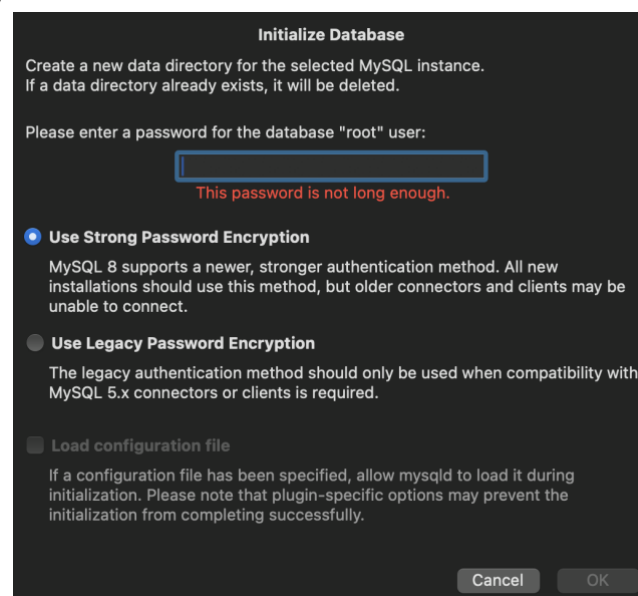 Initialize Database
Create a new data directory for the selected MySQL instance.
If a data directory already exists, it will be deleted.
Please enter a password for the database "root" user:
This password is not long enough.
Use Strong Password Encryption
MySQL 8 supports a newer, stronger authentication method. All new
installations should use this method, but older connectors and clients may be
unable to connect.
Use Legacy Password Encryption
The legacy authentication method should only be used when compatibility with
MySQL 5.x connectors or clients is required.
Load configuration file
If a configuration file has been specified, allow mysqld to load it during
initialization. Please note that plugin-specific options may prevent the
initialization from completing successfully.
Cancel OK